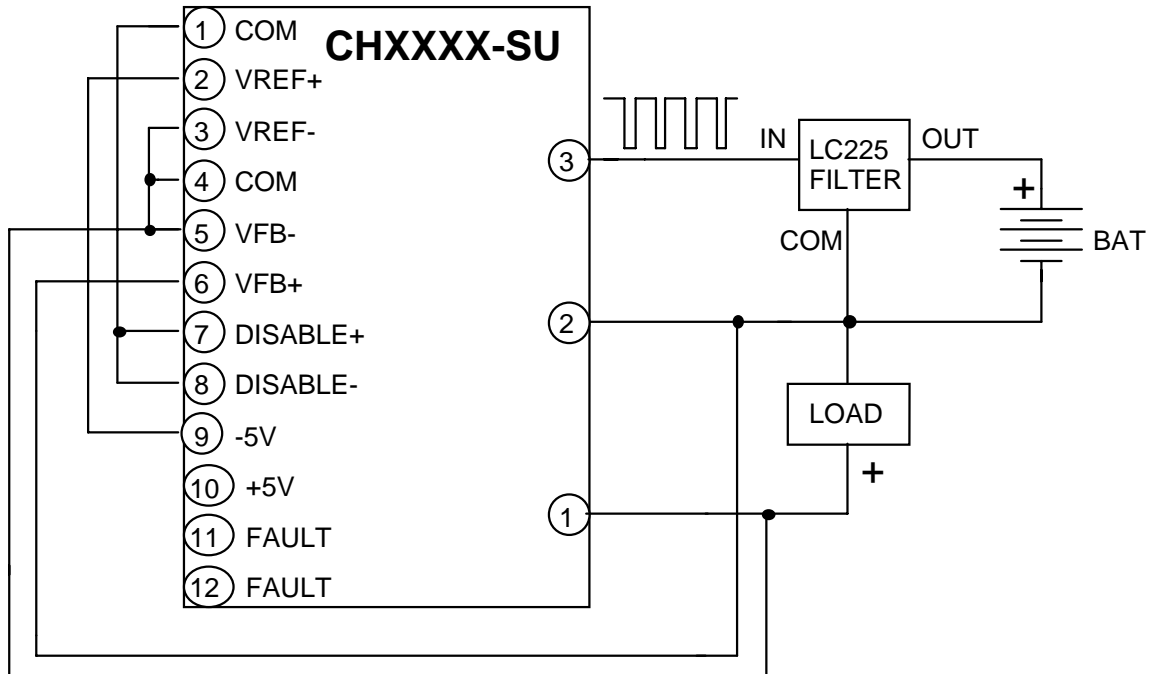 CHXXXX-SU
1 COM
2 VREF+
3 VREF-
4 COM
5 VFB-
6 VFB+
7 DISABLE+
8 DISABLE-
9 -5V
10 +5V
11 FAULT
12 FAULT
3
2
1
IN
LC225
FILTER
OUT
COM
+
BAT
LOAD
+